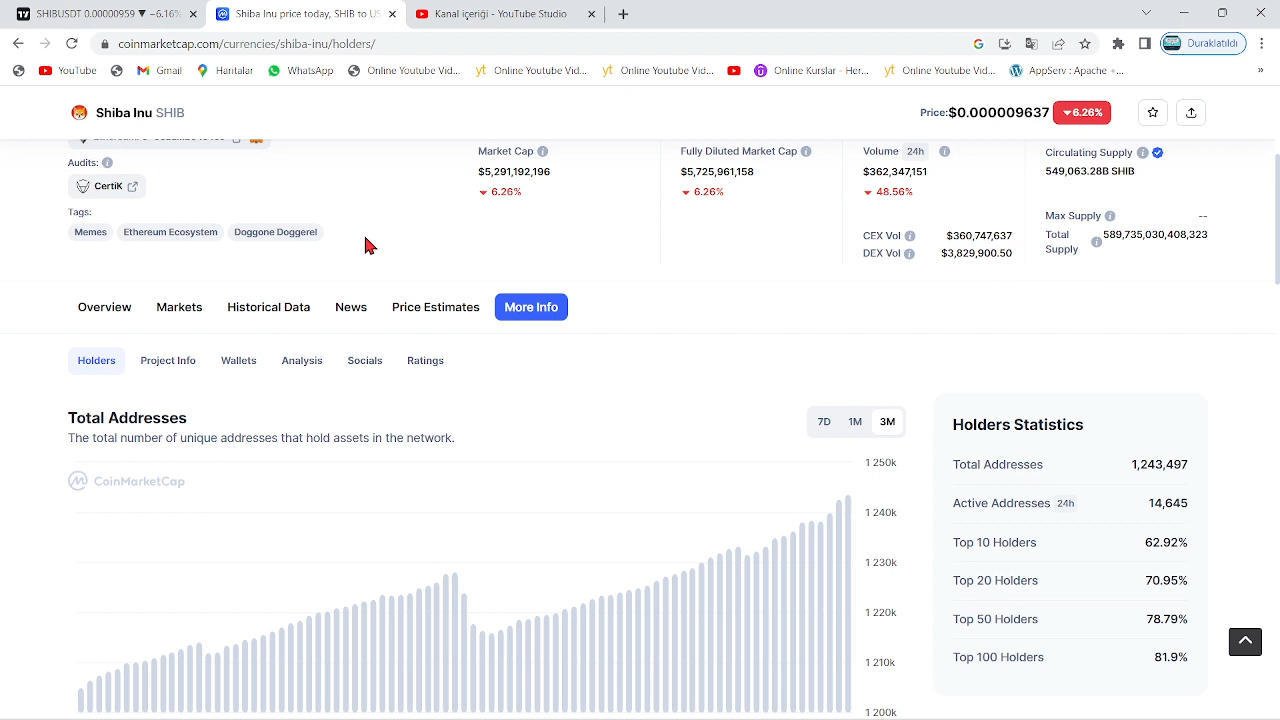 SHIBUSDT 0.00000959 ▼ −6.16%
Shiba Inu price today, SHIB to US
Kanal içeriği - YouTube Studio
coinmarketcap.com/currencies/shiba-inu/holders/
Duraklatıldı
YouTube
Gmail
Haritalar
WhatsApp
Online Youtube Vid...
Online Youtube Vid...
Online Youtube Vid...
Online Kurslar - Her...
Online Youtube Vid...
AppServ : Apache +...
»
Shiba Inu SHIB
Price:$0.000009637
6.26%
Audits:
CertiK
Tags:
Memes
Ethereum Ecosystem
Doggone Doggerel
Market Cap
$5,291,192,196
6.26%
Fully Diluted Market Cap
$5,725,961,158
6.26%
Volume 24h
$362,347,151
48.56%
CEX Vol $360,747,637
DEX Vol $3,829,900.50
Circulating Supply
549,063.28B SHIB
Max Supply --
Total Supply 589,735,030,408,323
Overview
Markets
Historical Data
News
Price Estimates
More Info
Holders
Project Info
Wallets
Analysis
Socials
Ratings
Total Addresses
The total number of unique addresses that hold assets in the network.
7D 1M 3M
CoinMarketCap
1 250k
1 240k
1 230k
1 220k
1 210k
1 200k
Holders Statistics
Total Addresses 1,243,497
Active Addresses 24h 14,645
Top 10 Holders 62.92%
Top 20 Holders 70.95%
Top 50 Holders 78.79%
Top 100 Holders 81.9%